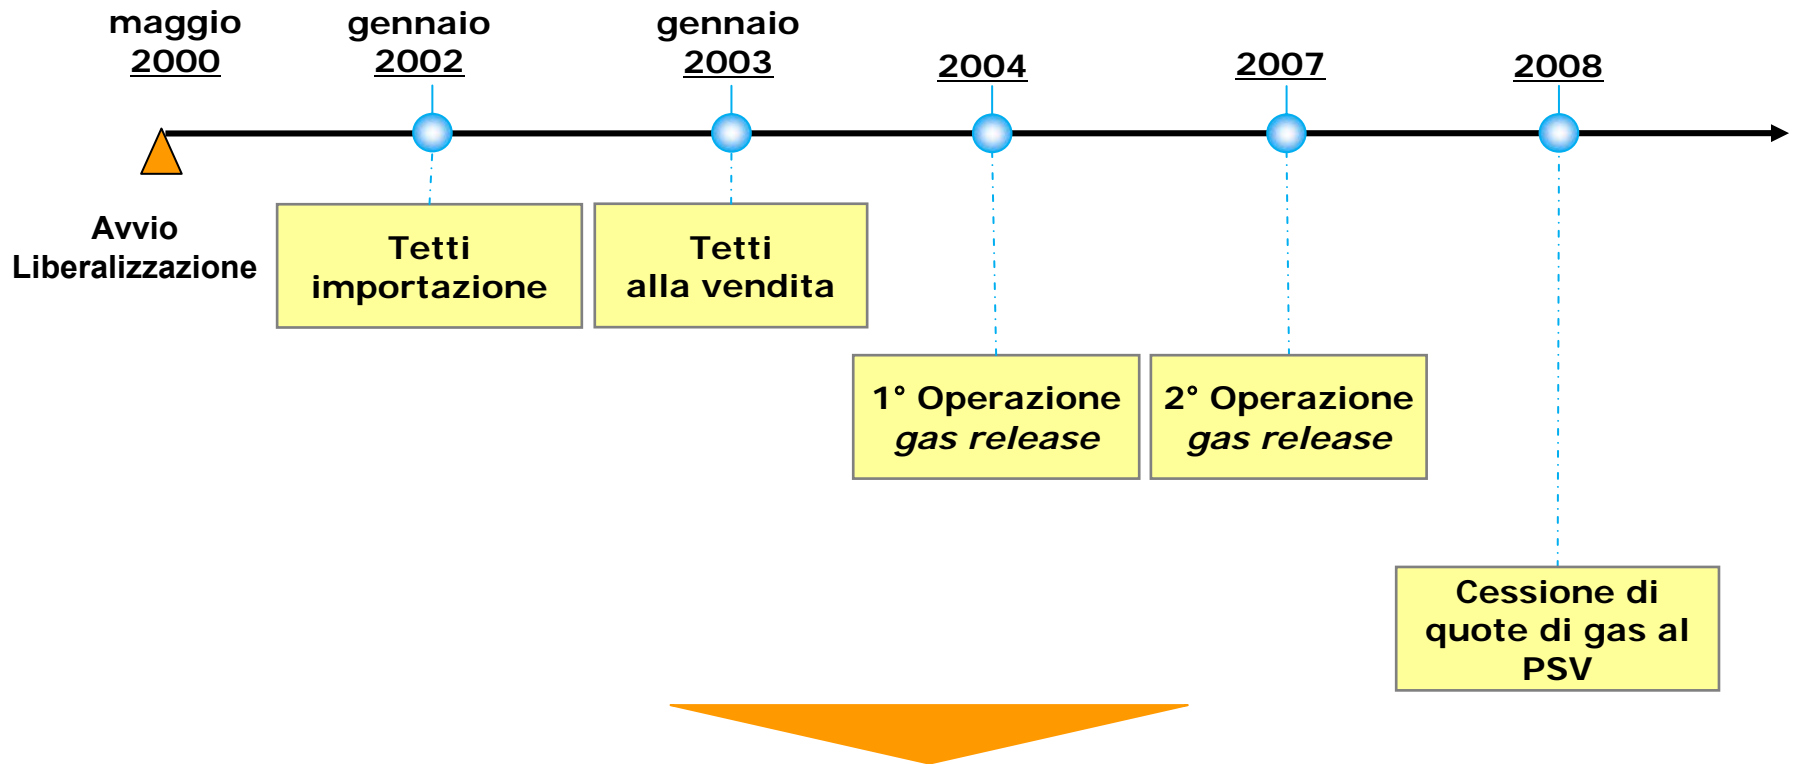 maggio
2000
gennaio
2002
gennaio
2003
2004
2007
2008
Avvio
Liberalizzazione
Tetti
importazione
Tetti
alla vendita
1° Operazione
gas release
2° Operazione
gas release
Cessione di
quote di gas al
PSV